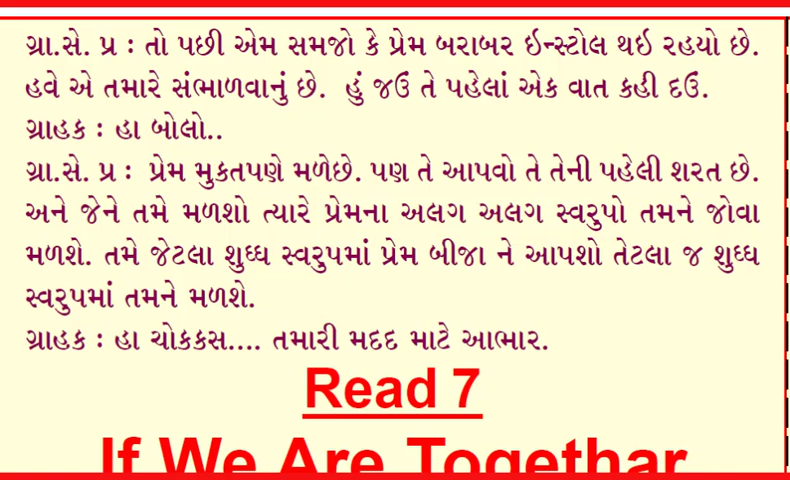 ગ્રા.સે. પ્ર : તો પછી એમ સમજો કે પ્રેમ બરાબર ઇન્સ્ટોલ થઇ રહયો છે.
હવે એ તમારે સંભાળવાનું છે. હું જઉં તે પહેલાં એક વાત કહી દઉં.
ગ્રાહક : હા બોલો..
ગ્રા.સે. પ્ર : પ્રેમ મુકતપણે મળેછે. પણ તે આપવો તે તેની પહેલી શરત છે.
અને જેને તમે મળશો ત્યારે પ્રેમના અલગ અલગ સ્વરુપો તમને જોવા
મળશે. તમે જેટલા શુધ્ધ સ્વરુપમાં પ્રેમ બીજા ને આપશો તેટલા જ શુધ્ધ
સ્વરુપમાં તમને મળશે.
ગ્રાહક : હા ચોકકસ.... તમારી મદદ માટે આભાર.
Read 7
If We Are Togethar